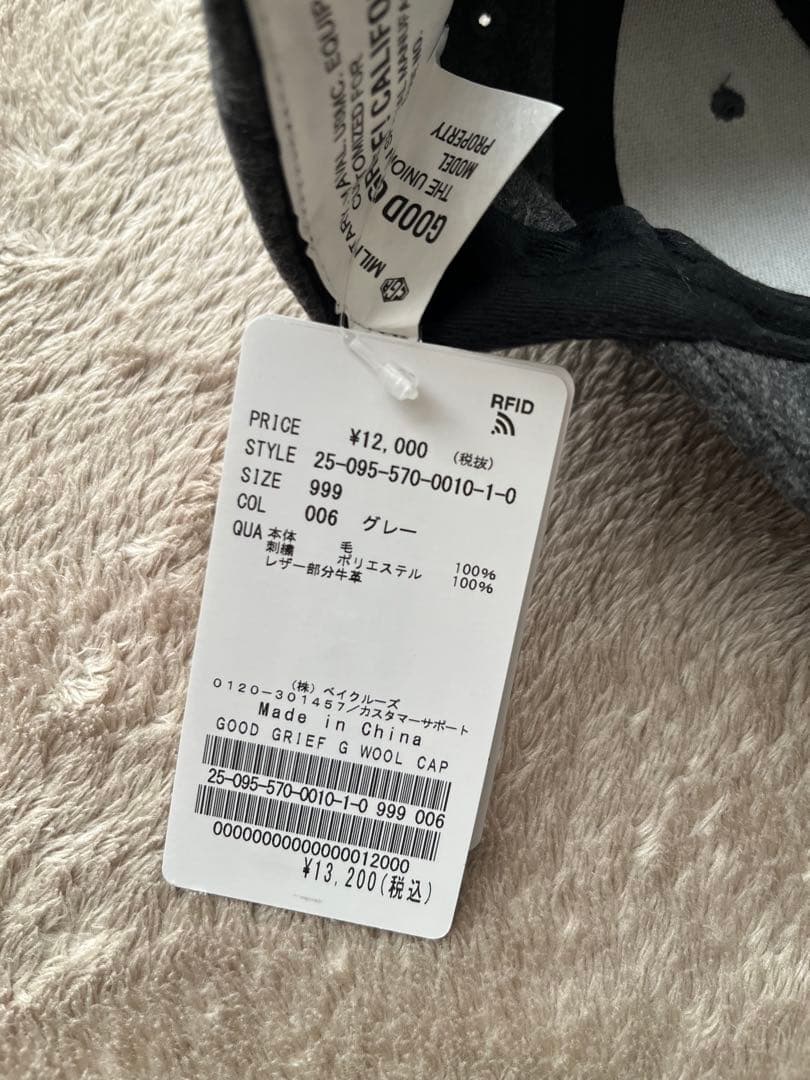 MILITARY, NAVAL, USMC, EQUIP
CUSTOMIZED FOR
GOOD GRIEF! CALIFO
THE UNION
MODEL
PROPERTY
RFID
PRICE ¥12,000 (税抜)
STYLE 25-095-570-0010-1-0
SIZE 999
COL 006 グレー
QUA 本体 毛 100%
刺繍 ポリエステル 100%
レザー部分牛革
(株)ベイクルーズ
0120-301457/カスタマーサポート
Made in China
GOOD GRIEF G WOOL CAP
25-095-570-0010-1-0 999 006
00000000000000012000
¥13,200(税込)